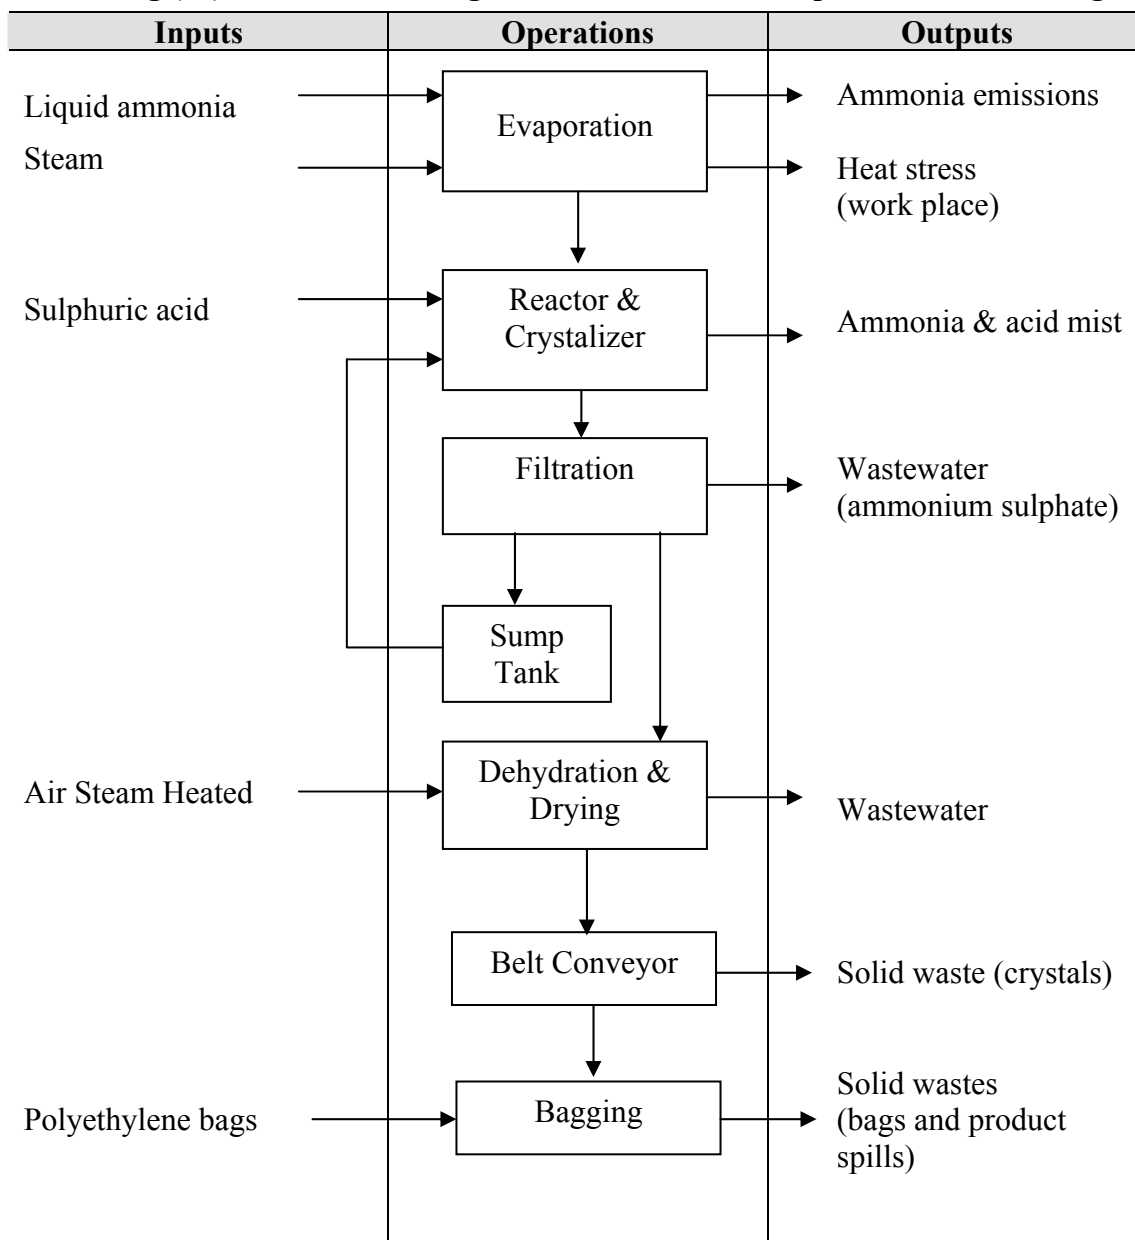 Inputs Operations Outputs
Liquid ammonia
Steam
Evaporation
Ammonia emissions
Heat stress
(work place)
Sulphuric acid
Reactor &
Crystalizer
Ammonia & acid mist
Filtration
Wastewater
(ammonium sulphate)
Sump
Tank
Air Steam Heated
Dehydration &
Drying
Wastewater
Belt Conveyor
Solid waste (crystals)
Polyethylene bags
Bagging
Solid wastes
(bags and product
spills)